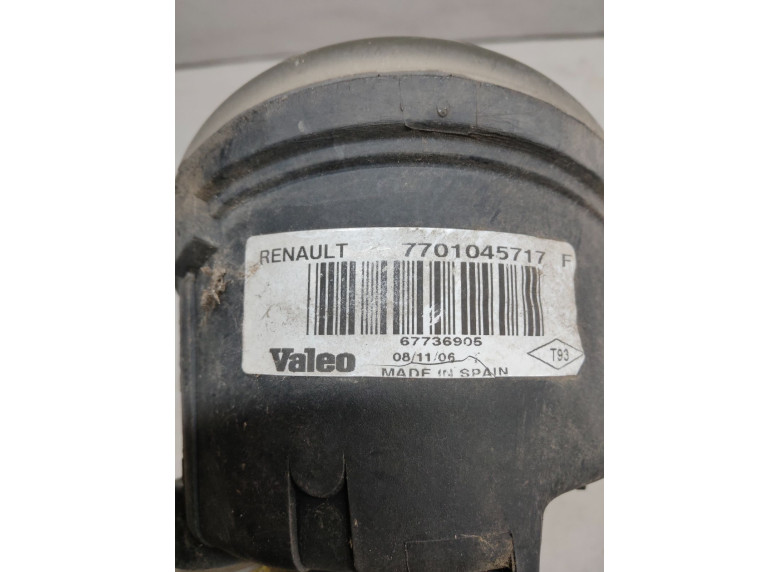 RENAULT 7701045717 F
67736905
Valeo 08/11/06 T93
MADE IN SPAIN